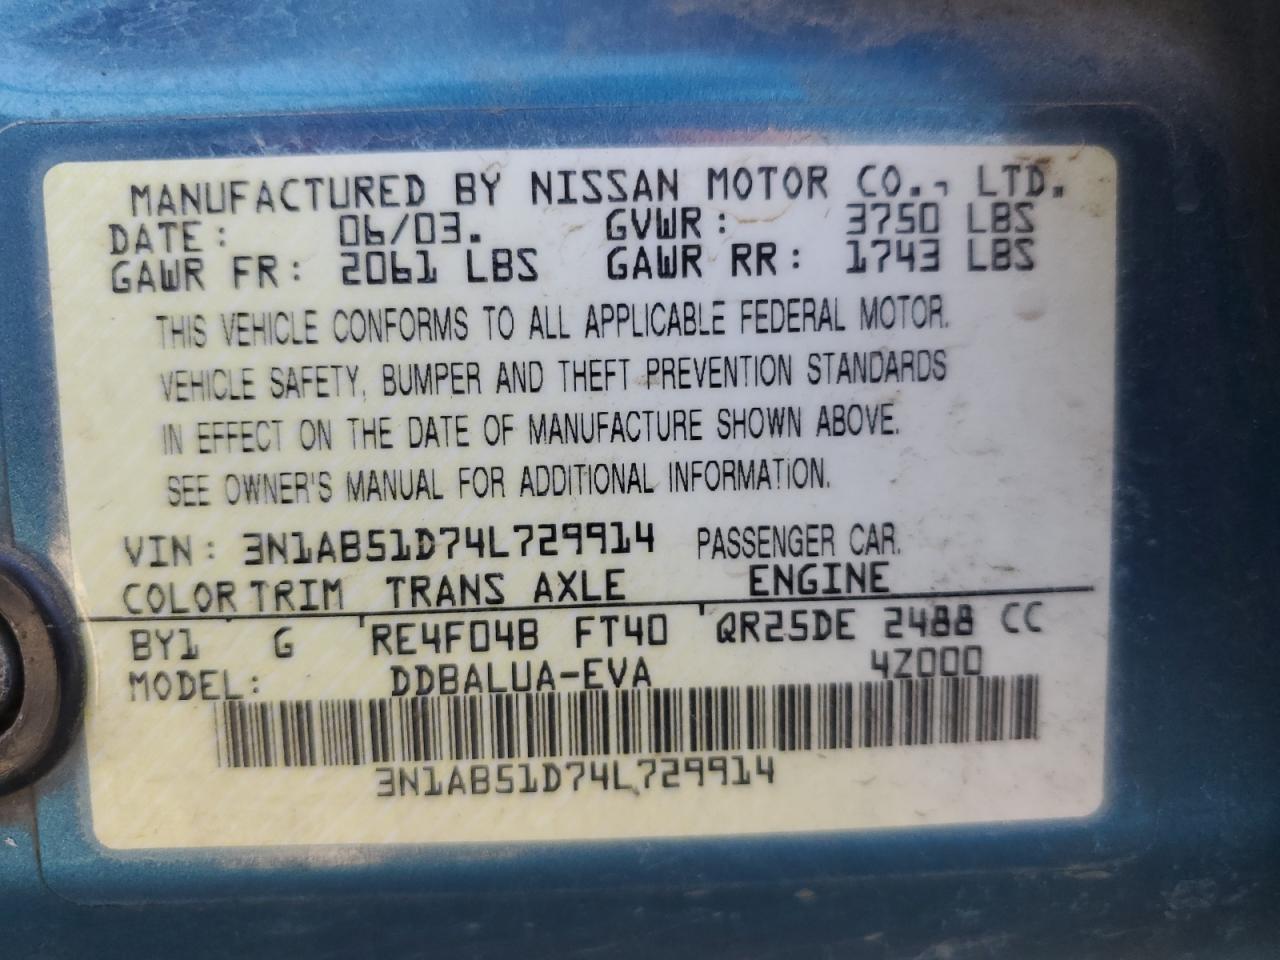 MANUFACTURED BY NISSAN MOTOR CO., LTD.
DATE: 06/03. GVWR: 3750 LBS
GAWR FR: 2061 LBS GAWR RR: 1743 LBS
THIS VEHICLE CONFORMS TO ALL APPLICABLE FEDERAL MOTOR.
VEHICLE SAFETY, BUMPER AND THEFT PREVENTION STANDARDS
IN EFFECT ON THE DATE OF MANUFACTURE SHOWN ABOVE.
SEE OWNER'S MANUAL FOR ADDITIONAL INFORMATION.
VIN: 3N1AB51D74L729914 PASSENGER CAR.
COLOR TRIM TRANS AXLE ENGINE
BY1 G RE4F04B FT40 QR25DE 2488 CC
MODEL: DDBALUA-EVA 4Z000
3N1AB51D74L729914